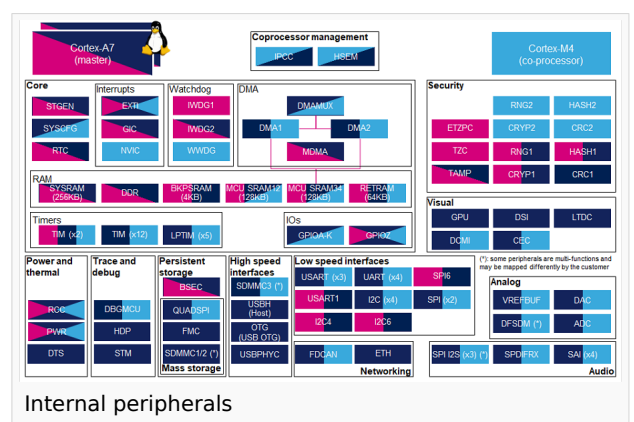 Cortex-A7
(master)
Coprocessor management
IPCC
HSEM
Cortex-M4
(co-processor)
Core
STGEN
SYSCFG
RTC
Interrupts
EXTI
GIC
NVIC
Watchdog
IWDG1
IWDG2
WWDG
DMA
DMAMUX
DMA1
DMA2
MDMA
Security
RNG2
HASH2
ETZPC
CRYP2
CRC2
TZC
RNG1
HASH1
TAMP
CRYP1
CRC1
RAM
SYSRAM
(256KB)
DDR
BKPSRAM
(4KB)
MCU SRAM12
(128KB)
MCU SRAM34
(128KB)
RETRAM
(64KB)
Timers
TIM (x2)
TIM (x12)
LPTIM (x5)
IOs
GPIOA-K
GPIOZ
Visual
GPU
DSI
LTDC
DCMI
CEC
(*): some peripherals are multi-functions and
may be mapped differently by the customer
Power and
thermal
RCC
PWR
DTS
Trace and
debug
DBGMCU
HDP
STM
Persistent
storage
BSEC
QUADSPI
FMC
SDMMC1/2 (*)
Mass storage
High speed
interfaces
SDMMC3 (*)
USBH
(Host)
OTG
(USB OTG)
USBPHYC
Low speed interfaces
USART (x3)
UART (x4)
SPI6
USART1
I2C (x4)
SPI (x2)
I2C4
I2C6
FDCAN
ETH
Networking
Analog
VREFBUF
DAC
DFSDM (*)
ADC
SPI I2S (x3) (*)
SPDIFRX
SAI (x4)
Audio
Internal peripherals